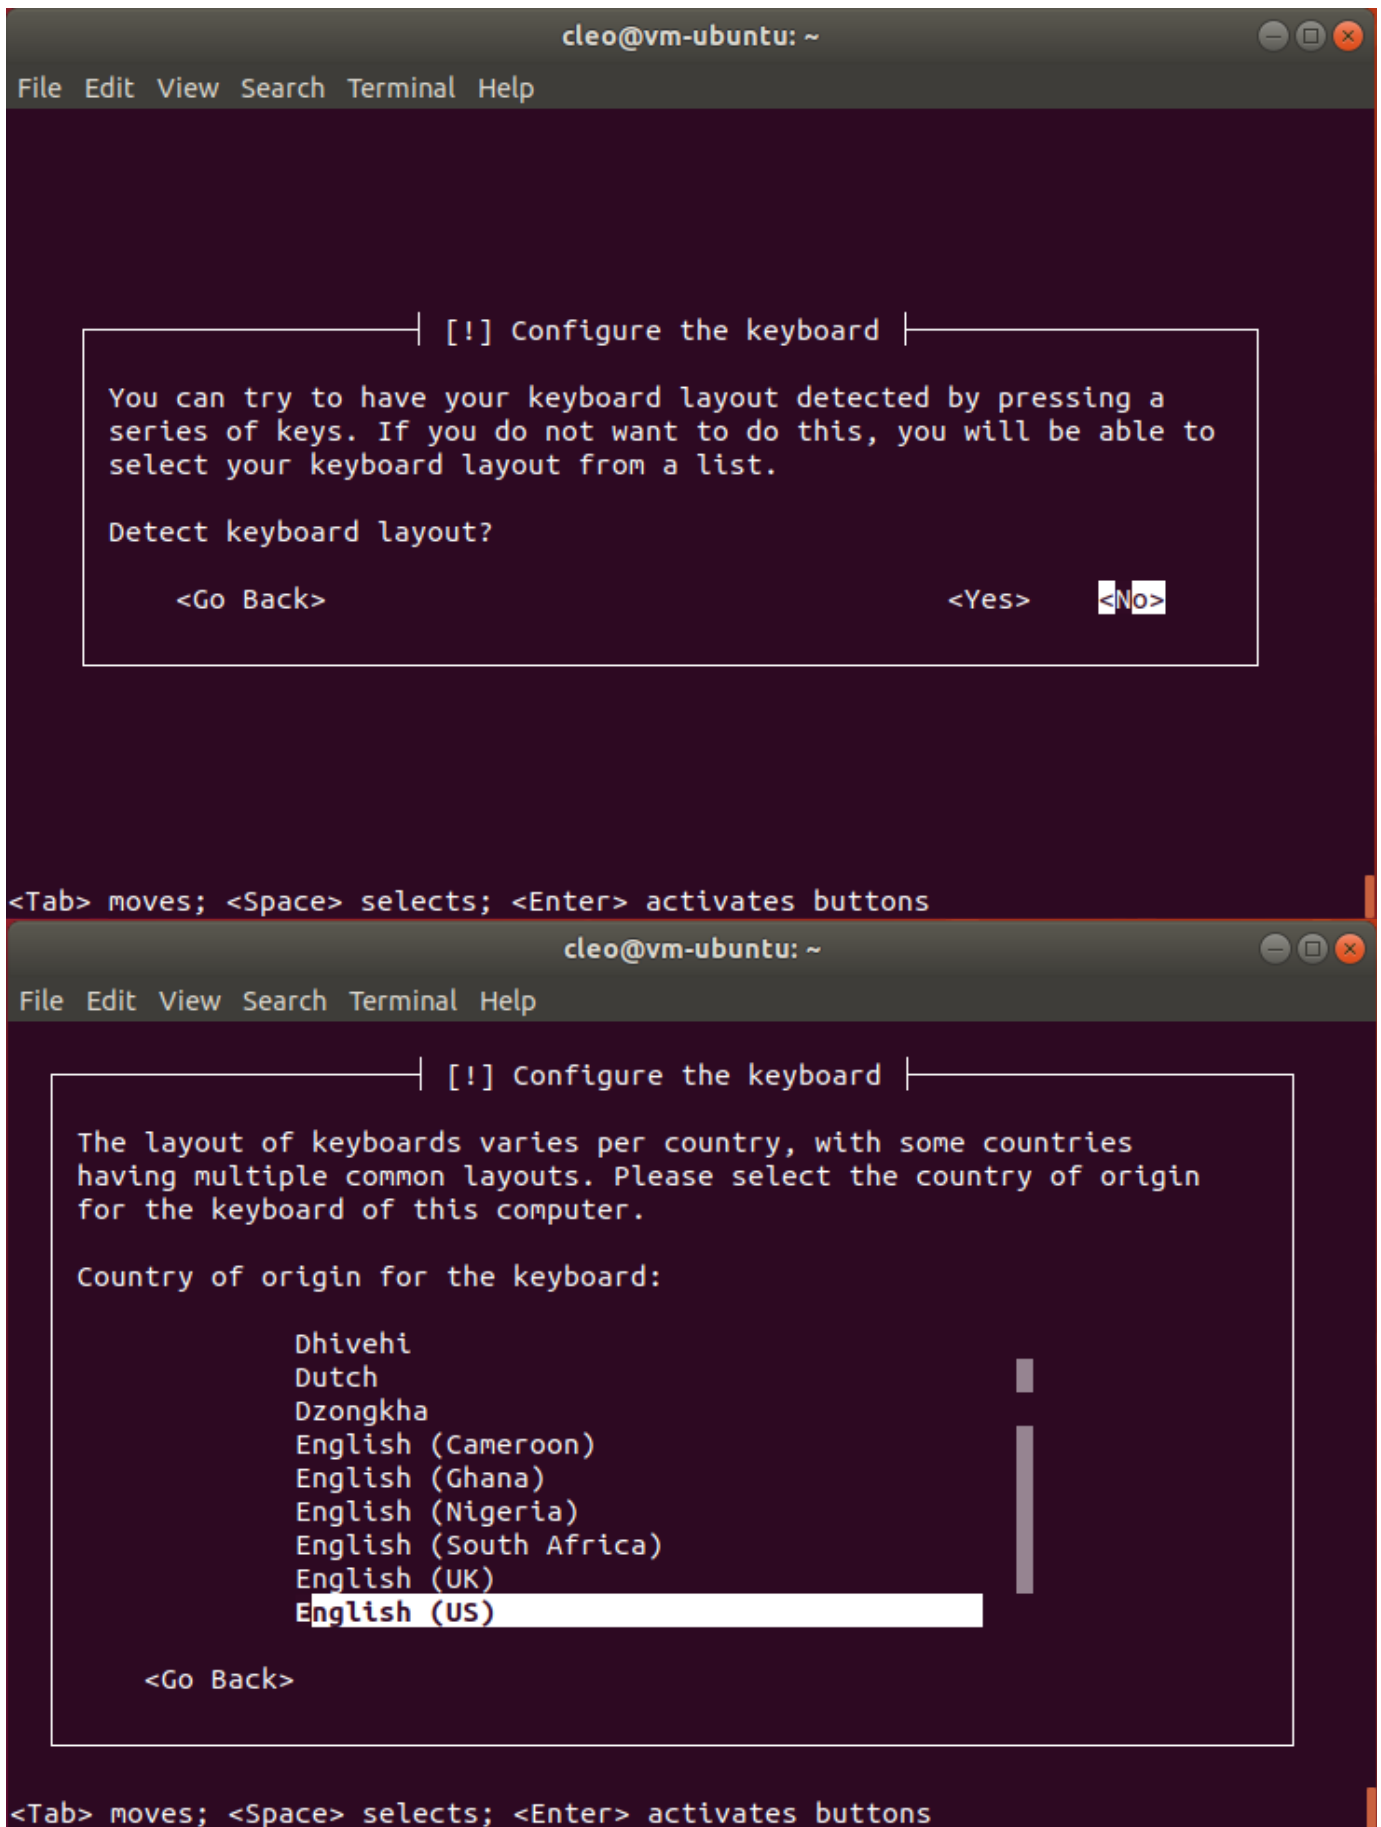 cleo@vm-ubuntu: ~
File Edit View Search Terminal Help
[!] Configure the keyboard
You can try to have your keyboard layout detected by pressing a
series of keys. If you do not want to do this, you will be able to
select your keyboard layout from a list.
Detect keyboard layout?
<Go Back> <Yes> <No>
<Tab> moves; <Space> selects; <Enter> activates buttons
cleo@vm-ubuntu: ~
File Edit View Search Terminal Help
[!] Configure the keyboard
The layout of keyboards varies per country, with some countries
having multiple common layouts. Please select the country of origin
for the keyboard of this computer.
Country of origin for the keyboard:
Dhivehi
Dutch
Dzongkha
English (Cameroon)
English (Ghana)
English (Nigeria)
English (South Africa)
English (UK)
English (US)
<Go Back>
<Tab> moves; <Space> selects; <Enter> activates buttons